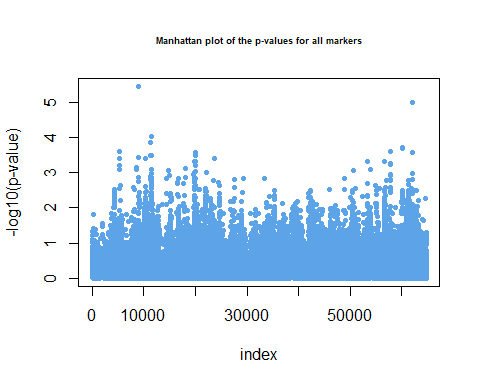 Manhattan plot of the p-values for all markers
-log10(p-value)
5
4
3
2
1
0
0 10000 30000 50000
index